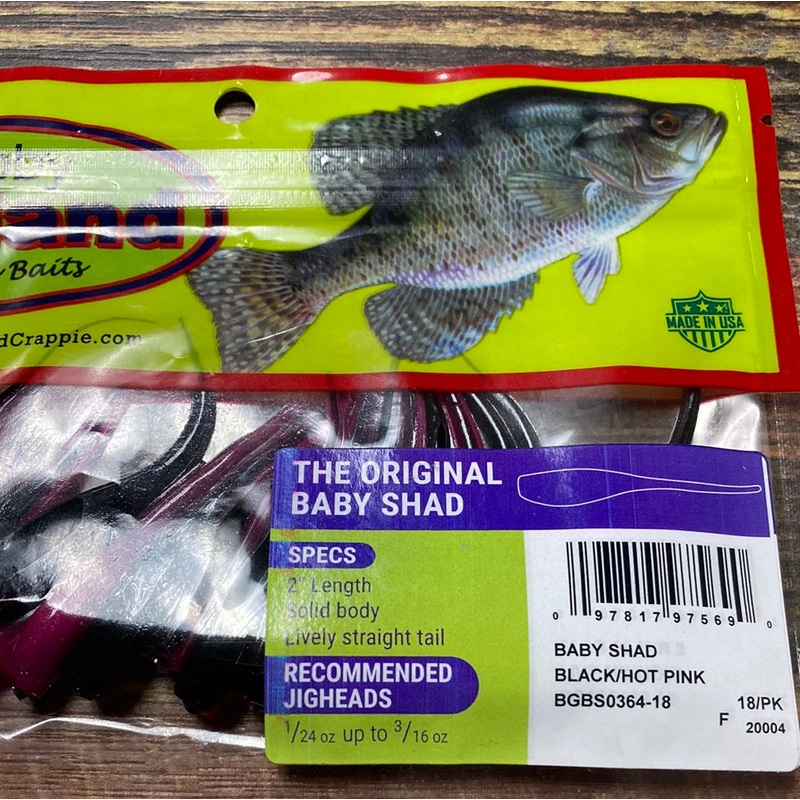 Baits
dCrappie.com
MADE IN USA
THE ORIGINAL
BABY SHAD
SPECS
2" Length
Solid body
Lively straight tail
RECOMMENDED
JIGHEADS
1/24 oz up to 3/16 oz
0 97817 97569 0
BABY SHAD
BLACK/HOT PINK
BGBS0364-18
18/PK
F 20004